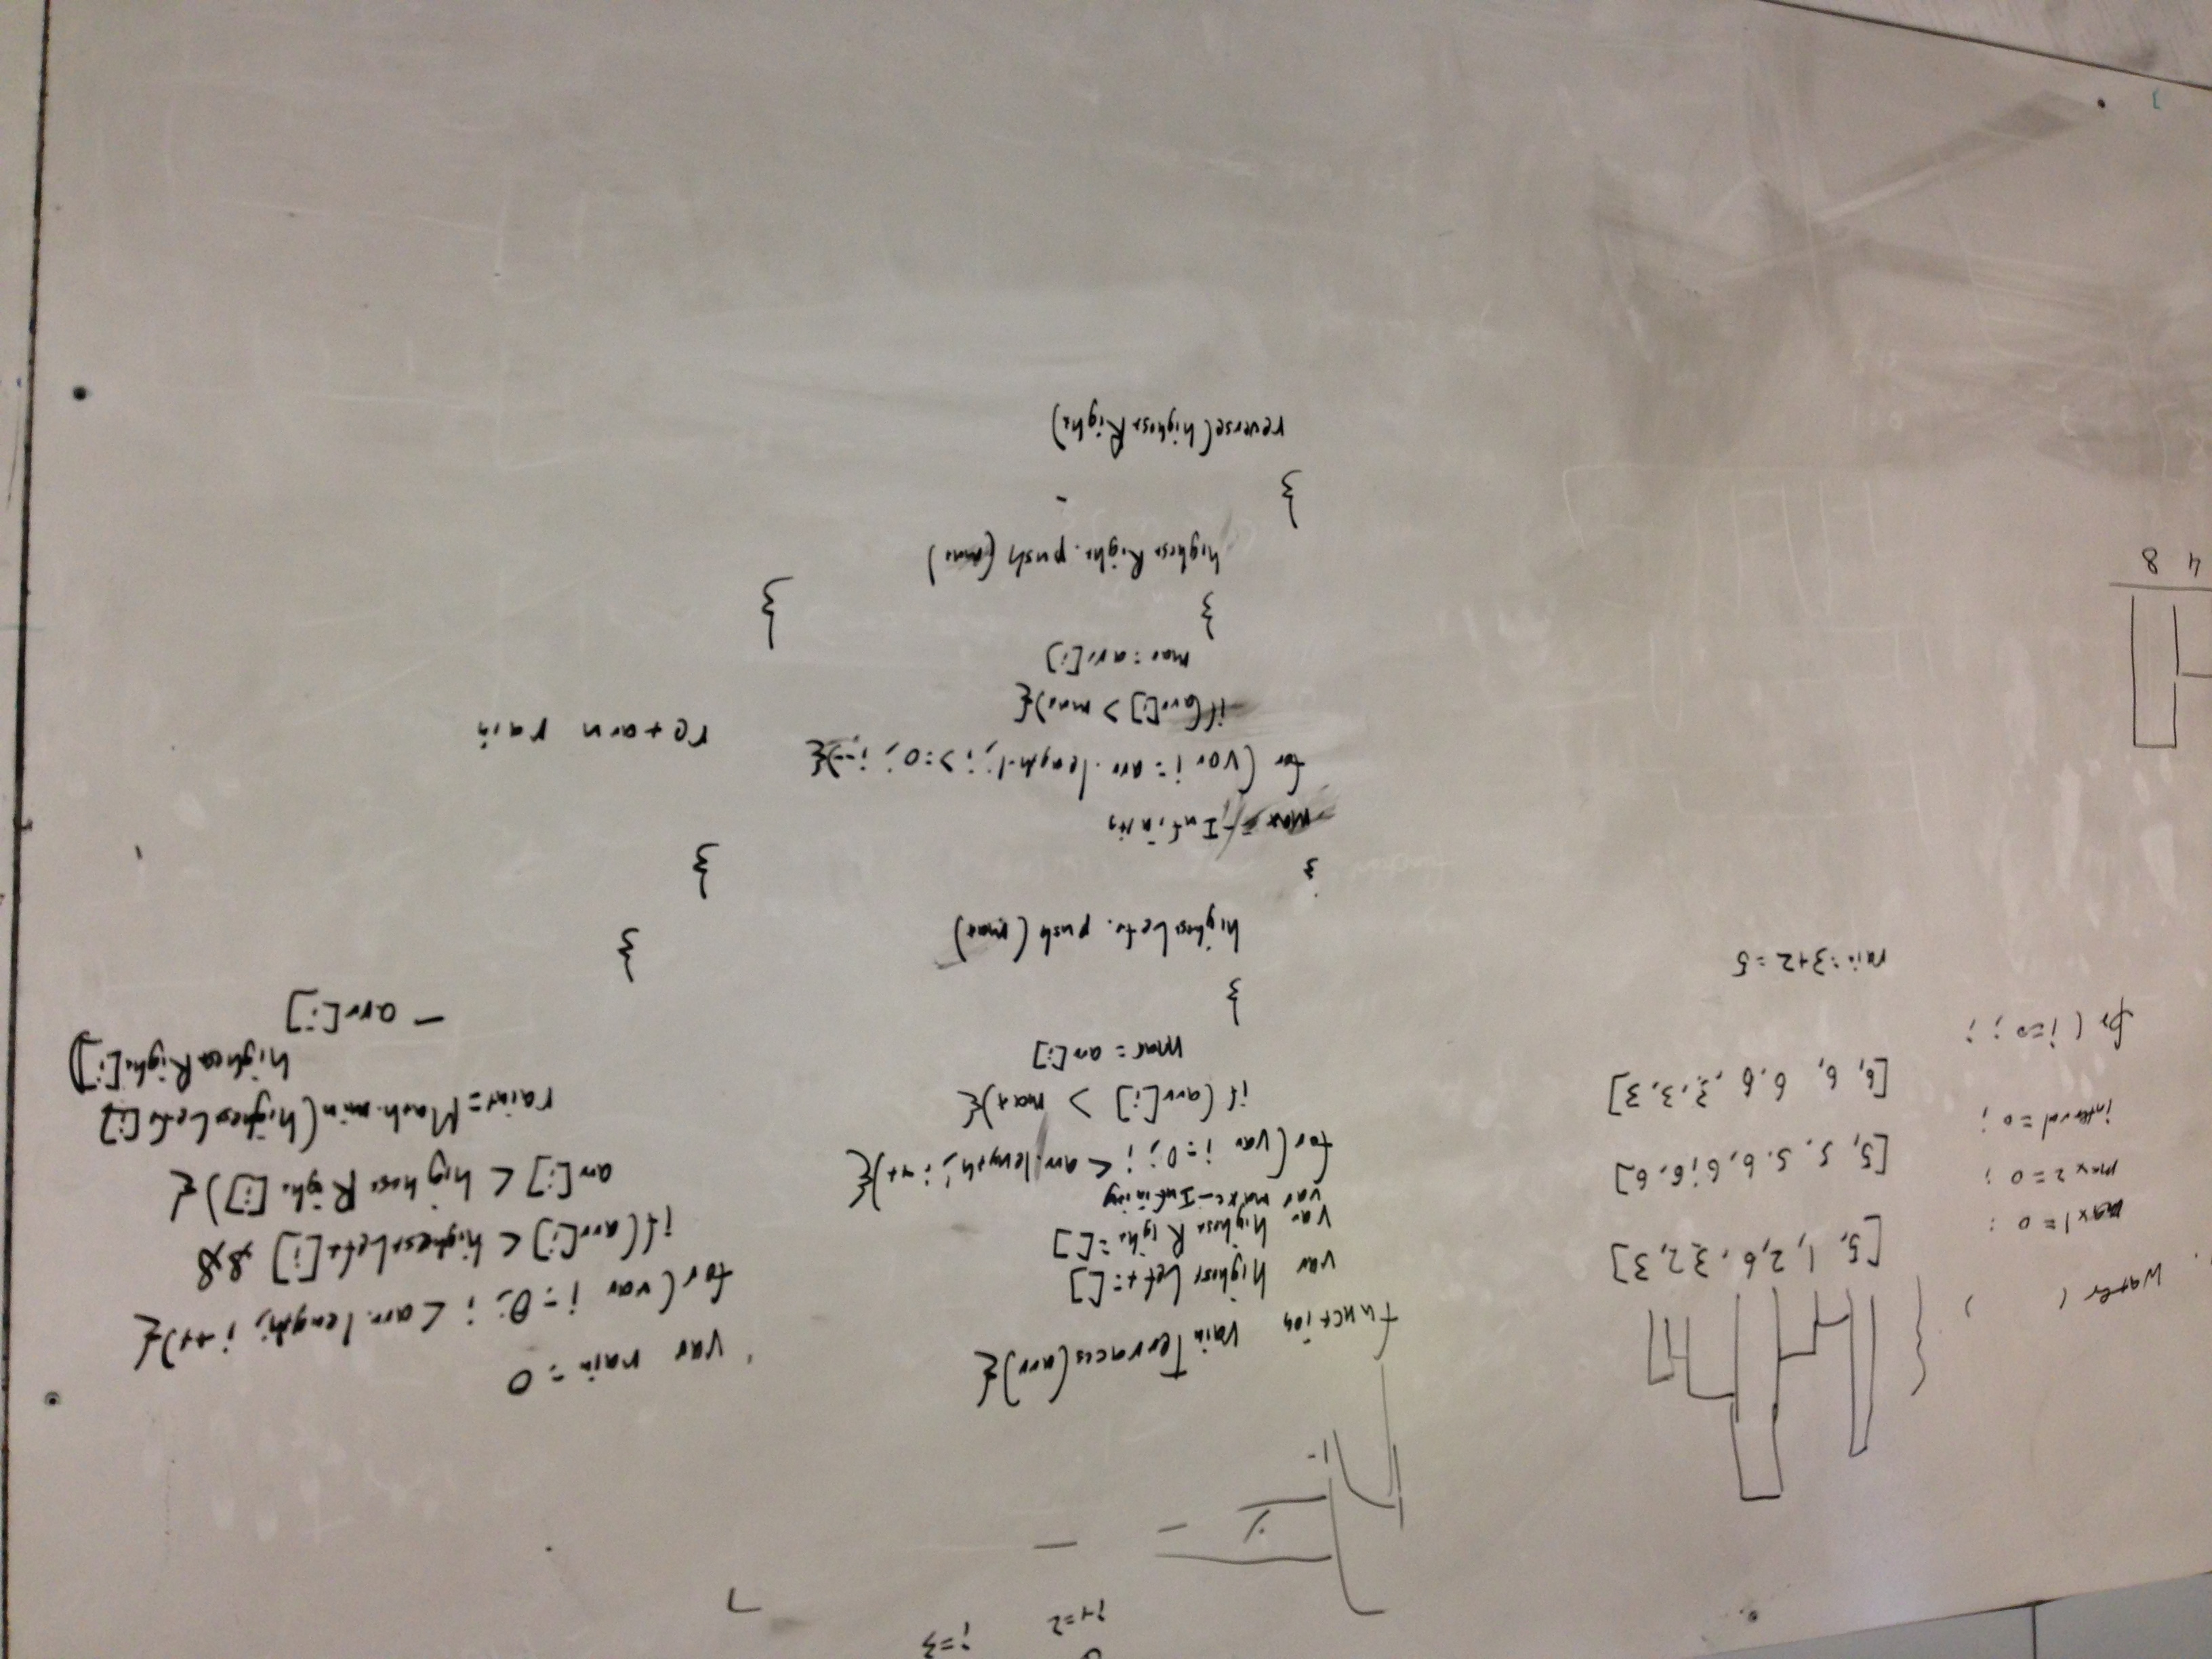 i-1=2 i=3
water ( )
max1 = 0 ;
max2 = 0 ;
interval = 0 ;
for ( i=0 ; ;
[5, 1, 2, 6, 3, 2, 3]
[5, 5, 5, 6, 6, 6, 6]
[6, 6, 6, 6, 3, 3, 3]
rain = 3+2 = 5
4 8
function rainTerraces(arr){
var highestLeft = []
var highestRight = []
var max = -Infinity
for (var i = 0; i < arr.length; i++){
if (arr[i] > max){
max = arr[i]
}
highestLeft.push(max)
}
max = -Infinity
for (var i = arr.length-1; i >= 0; i--){
if(arr[i] > max){
max = arr[i]
}
highestRight.push(max)
}
reverse(highestRight)
var rain = 0
for(var i = 0; i < arr.length; i++){
if(arr[i] < highestLeft[i] &&
arr[i] < highestRight[i]){
rain += Math.min(highestLeft[i]
highestRight[i])
- arr[i]
}
}
return rain
}